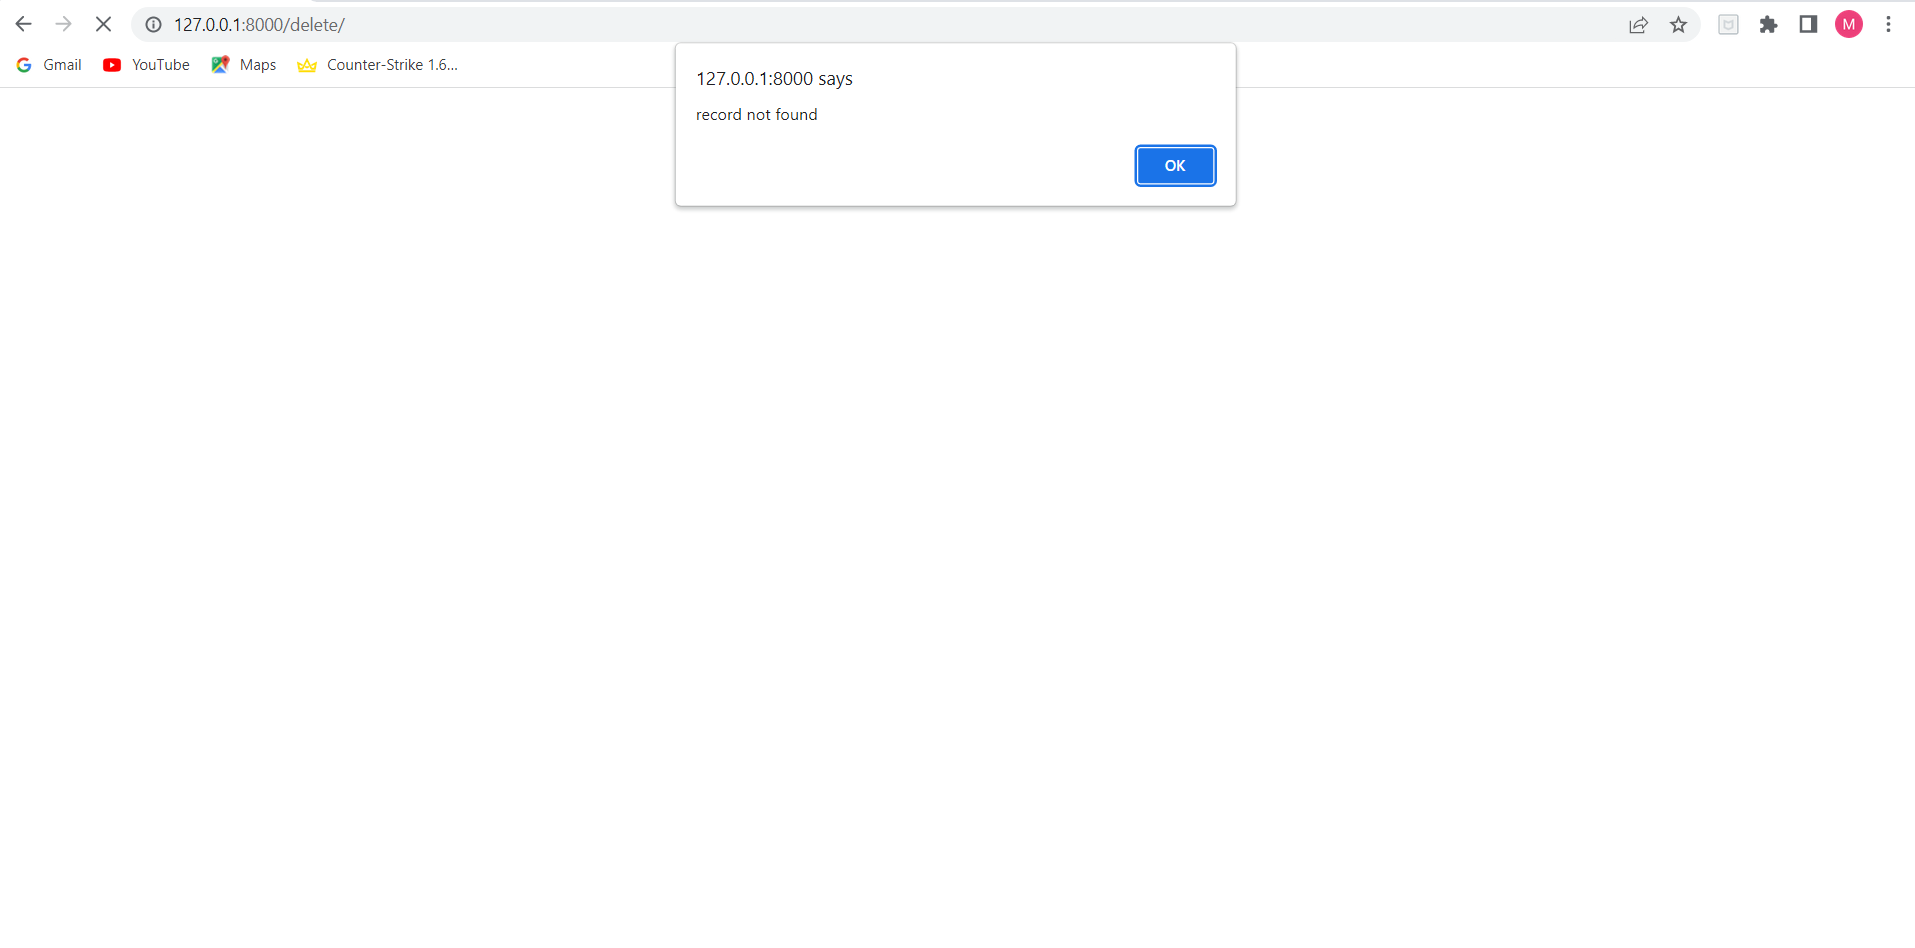 127.0.0.1:8000/delete/
M
Gmail
YouTube
Maps
Counter-Strike 1.6...
127.0.0.1:8000 says
record not found
OK